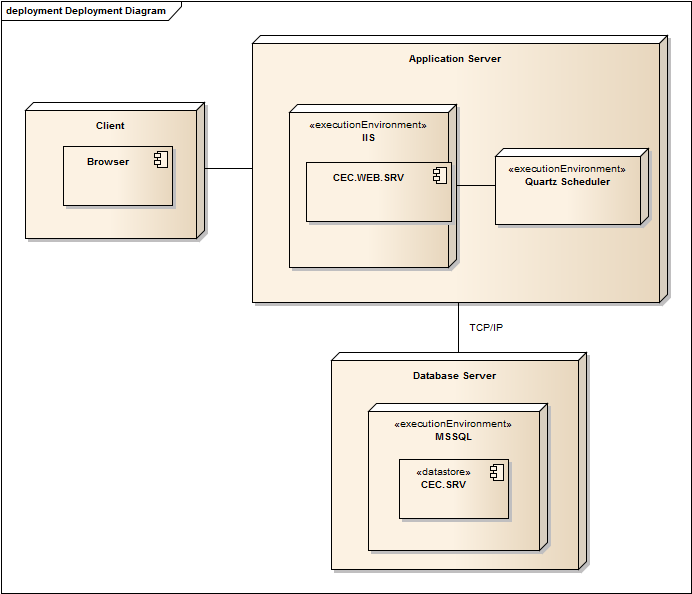 deployment Deployment Diagram
Application Server
Client
Browser
«executionEnvironment»
IIS
CEC.WEB.SRV
«executionEnvironment»
Quartz Scheduler
TCP/IP
Database Server
«executionEnvironment»
MSSQL
«datastore»
CEC.SRV